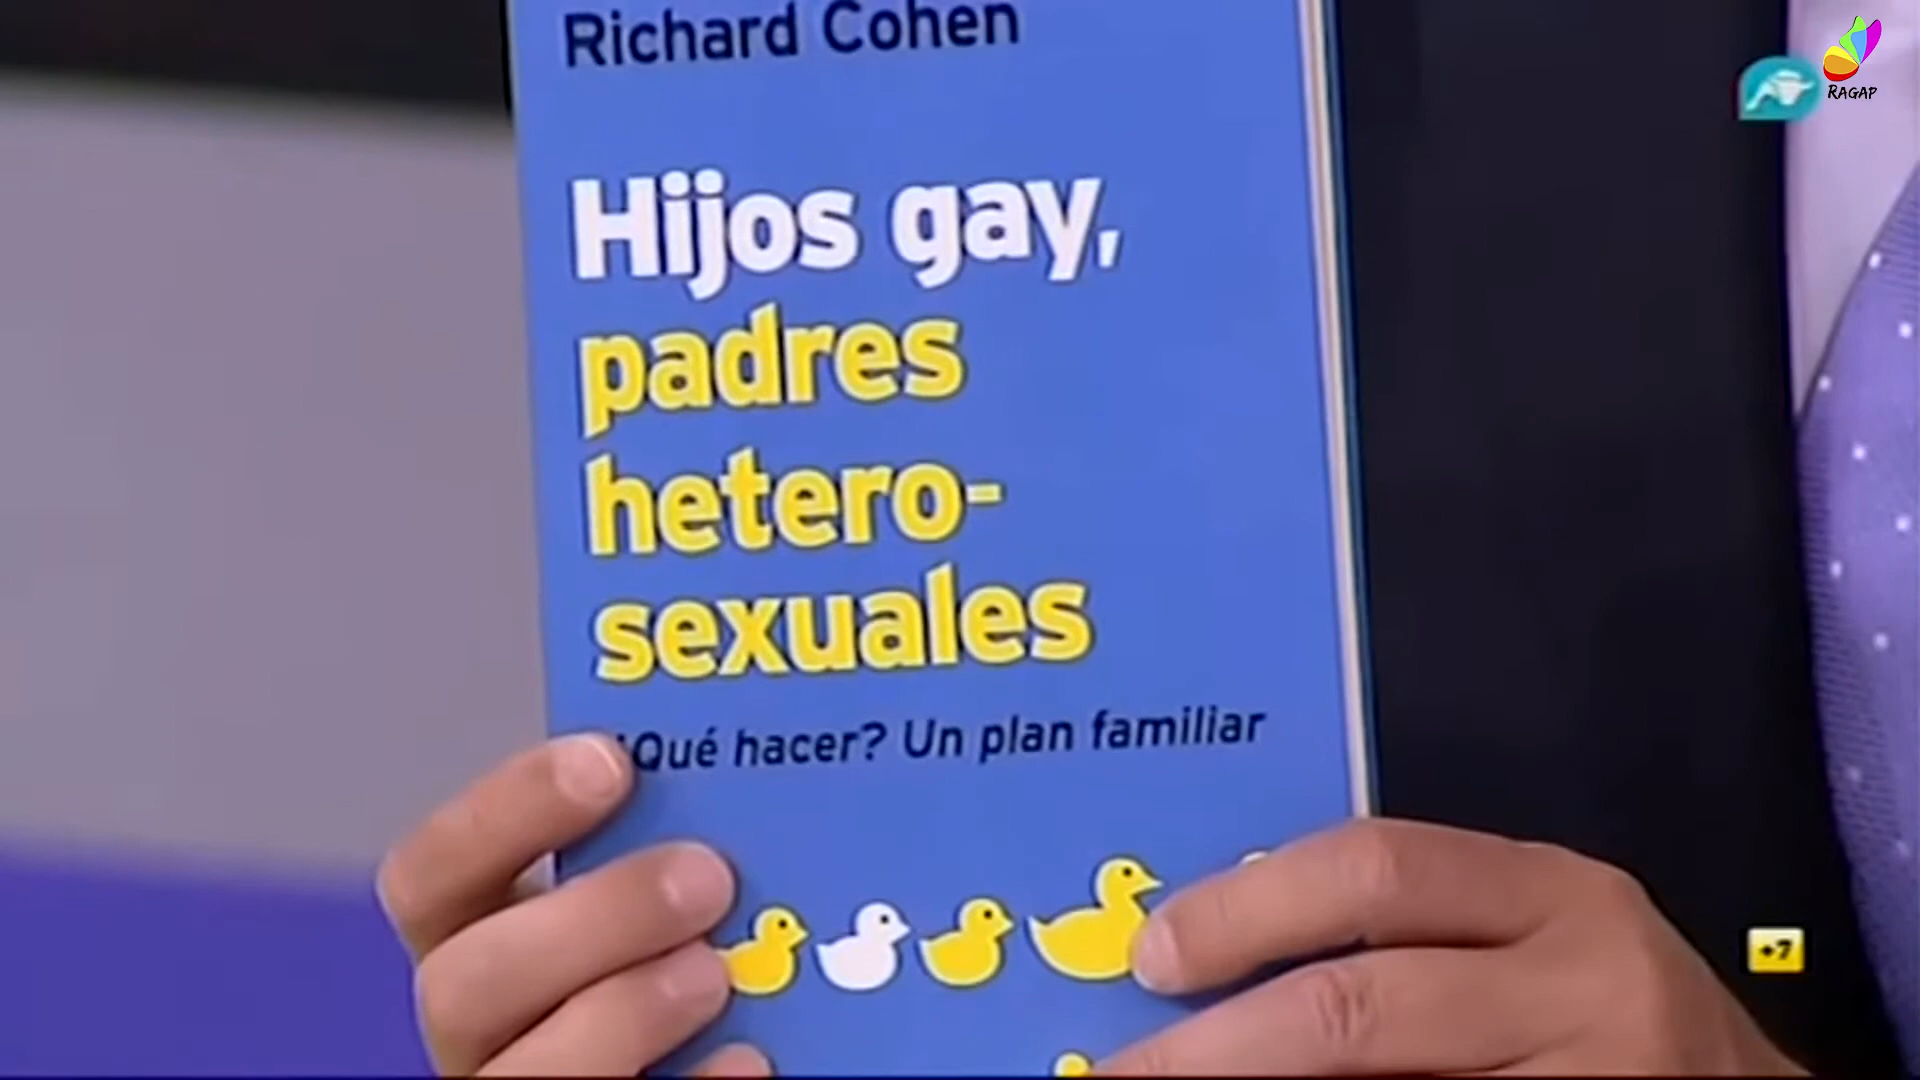 Richard Cohen
RAGAP
Hijos gay,
padres
hetero-
sexuales
¿Qué hacer? Un plan familiar
+7